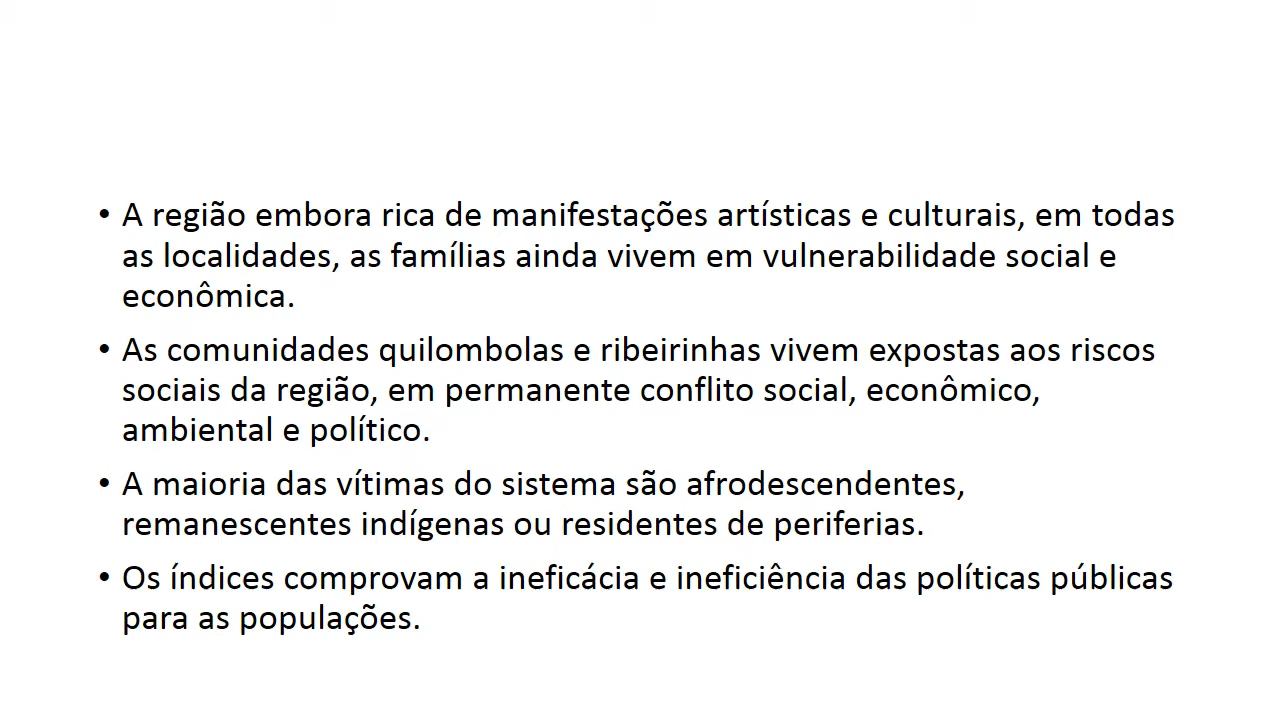 • A região embora rica de manifestações artísticas e culturais, em todas
as localidades, as famílias ainda vivem em vulnerabilidade social e
econômica.
• As comunidades quilombolas e ribeirinhas vivem expostas aos riscos
sociais da região, em permanente conflito social, econômico,
ambiental e político.
• A maioria das vítimas do sistema são afrodescendentes,
remanescentes indígenas ou residentes de periferias.
• Os índices comprovam a ineficácia e ineficiência das políticas públicas
para as populações.